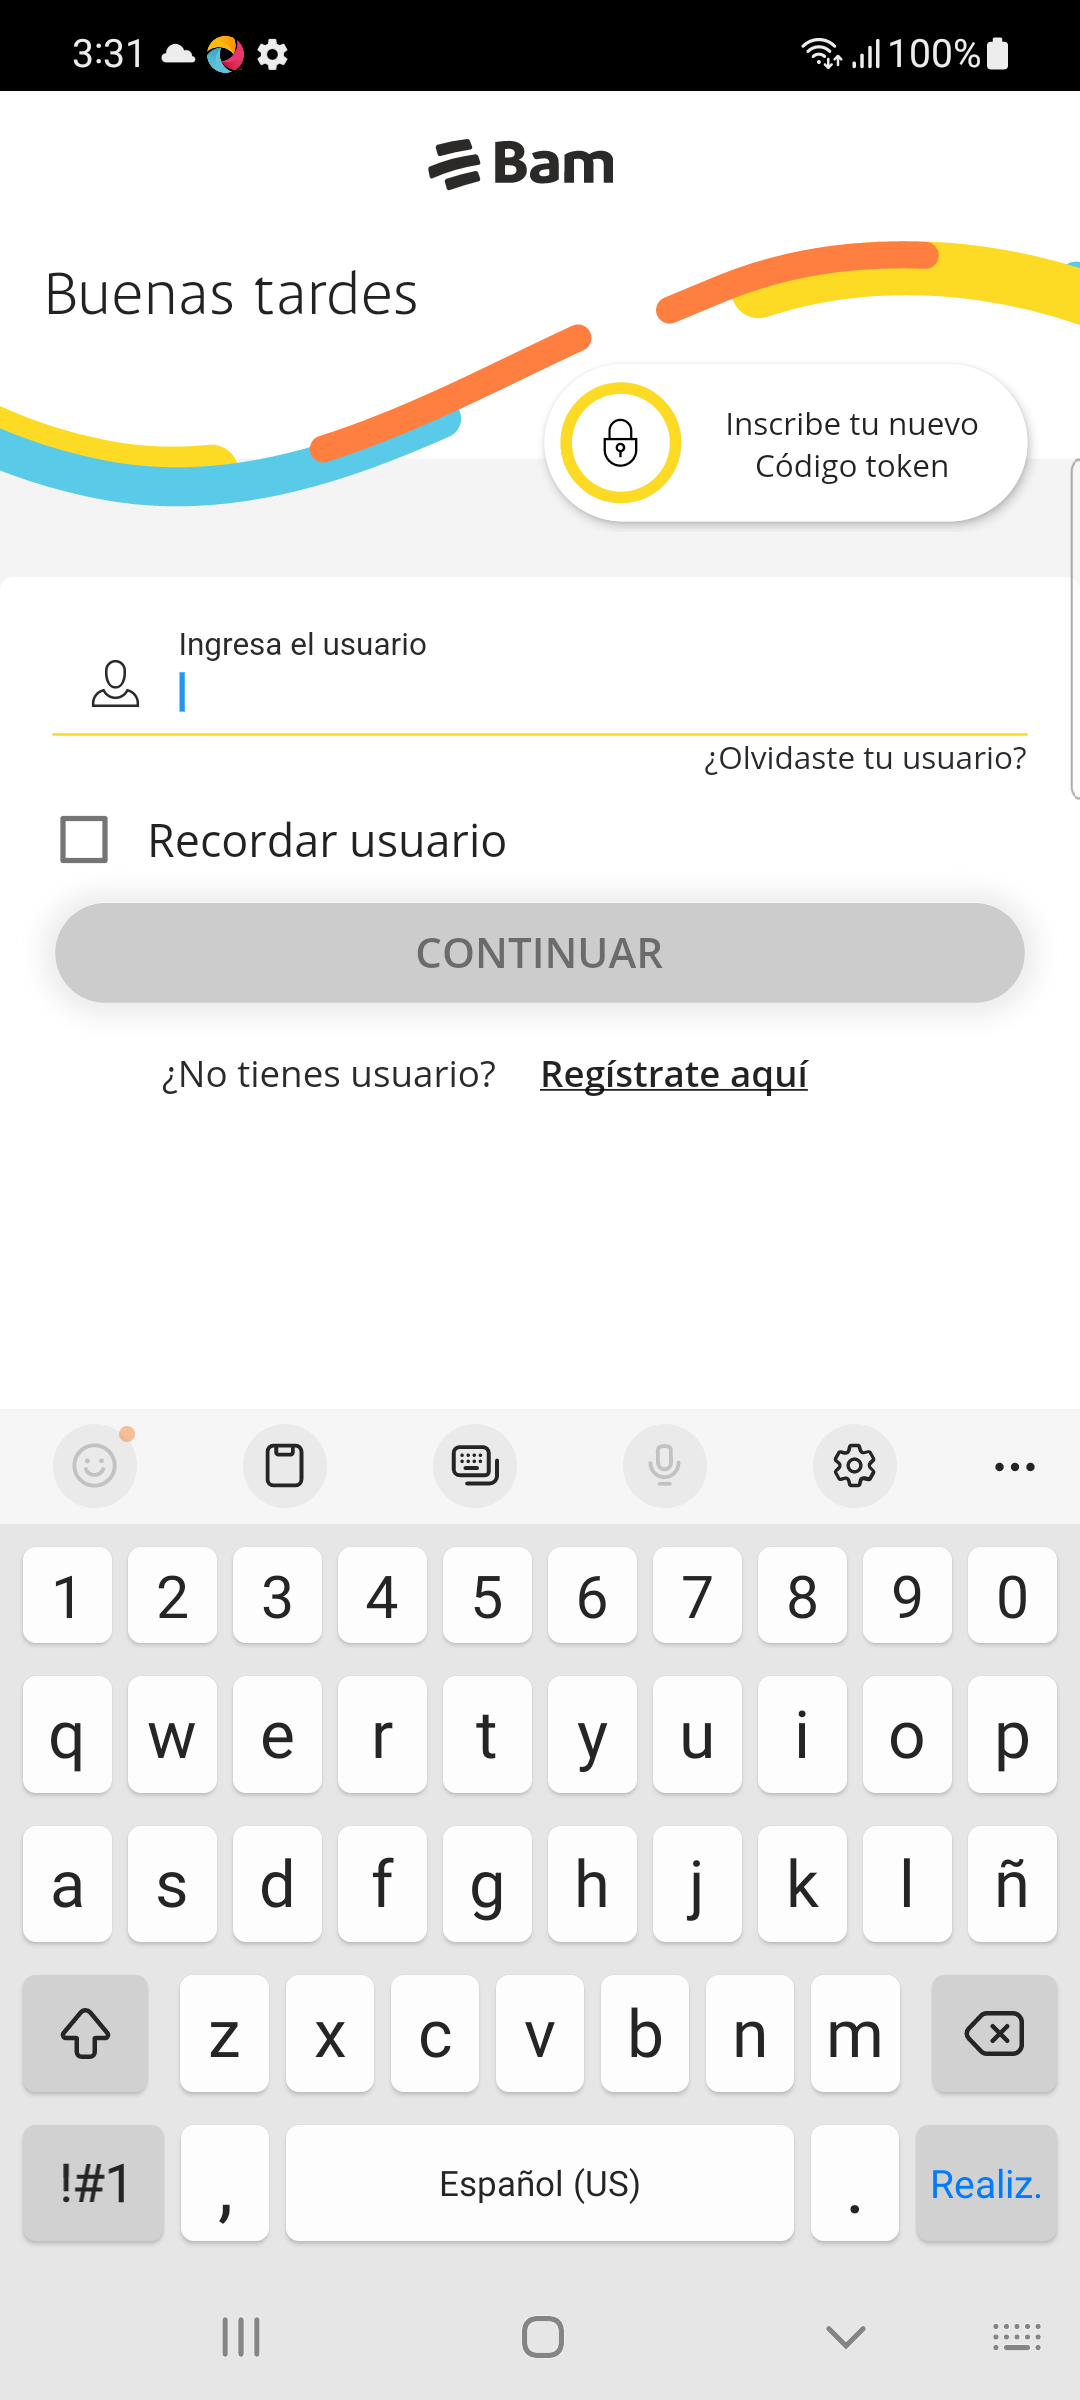 3:31 100%
Bam
Buenas tardes
Inscribe tu nuevo
Código token
Ingresa el usuario
¿Olvidaste tu usuario?
Recordar usuario
CONTINUAR
¿No tienes usuario? Regístrate aquí
1 2 3 4 5 6 7 8 9 0
q w e r t y u i o p
a s d f g h j k l ñ
z x c v b n m
!#1 , Español (US) . Realiz.